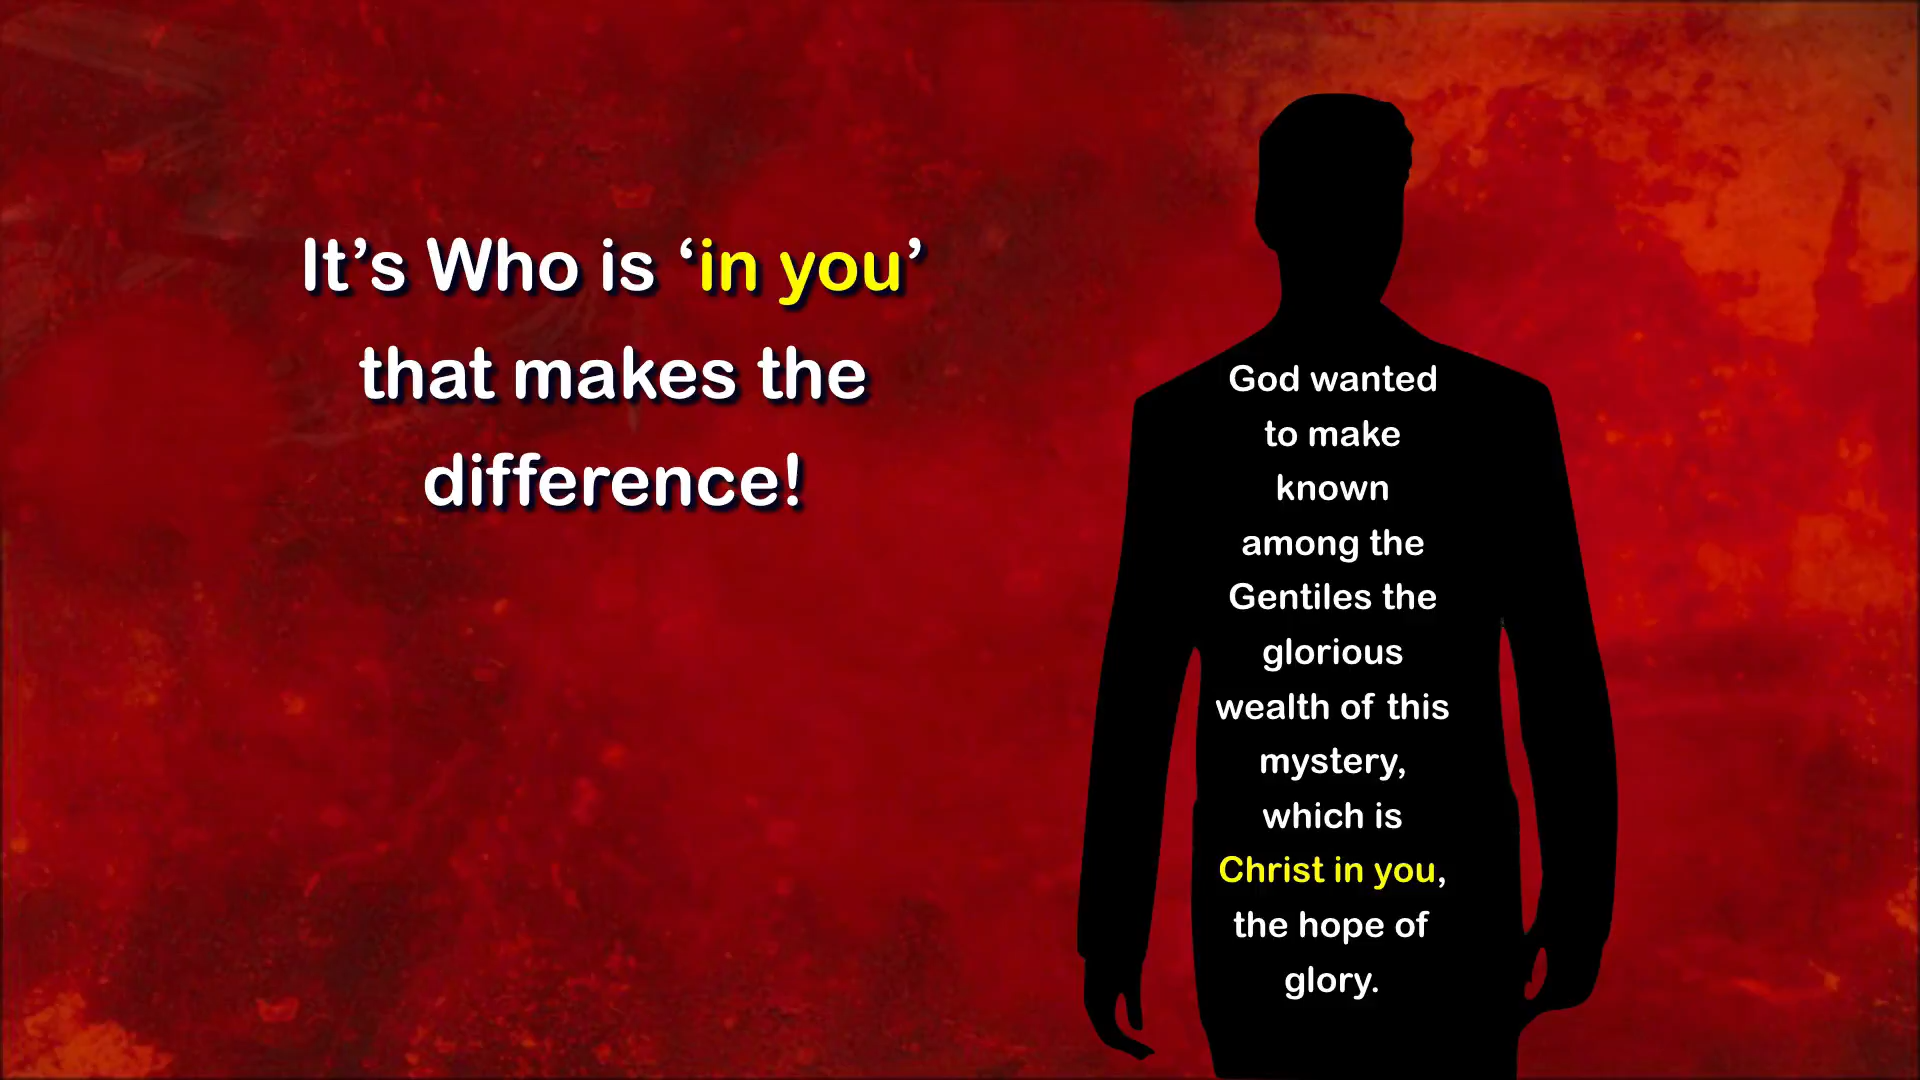 It’s Who is ‘in you’
that makes the
difference!
God wanted
to make
known
among the
Gentiles the
glorious
wealth of this
mystery,
which is
Christ in you,
the hope of
glory.